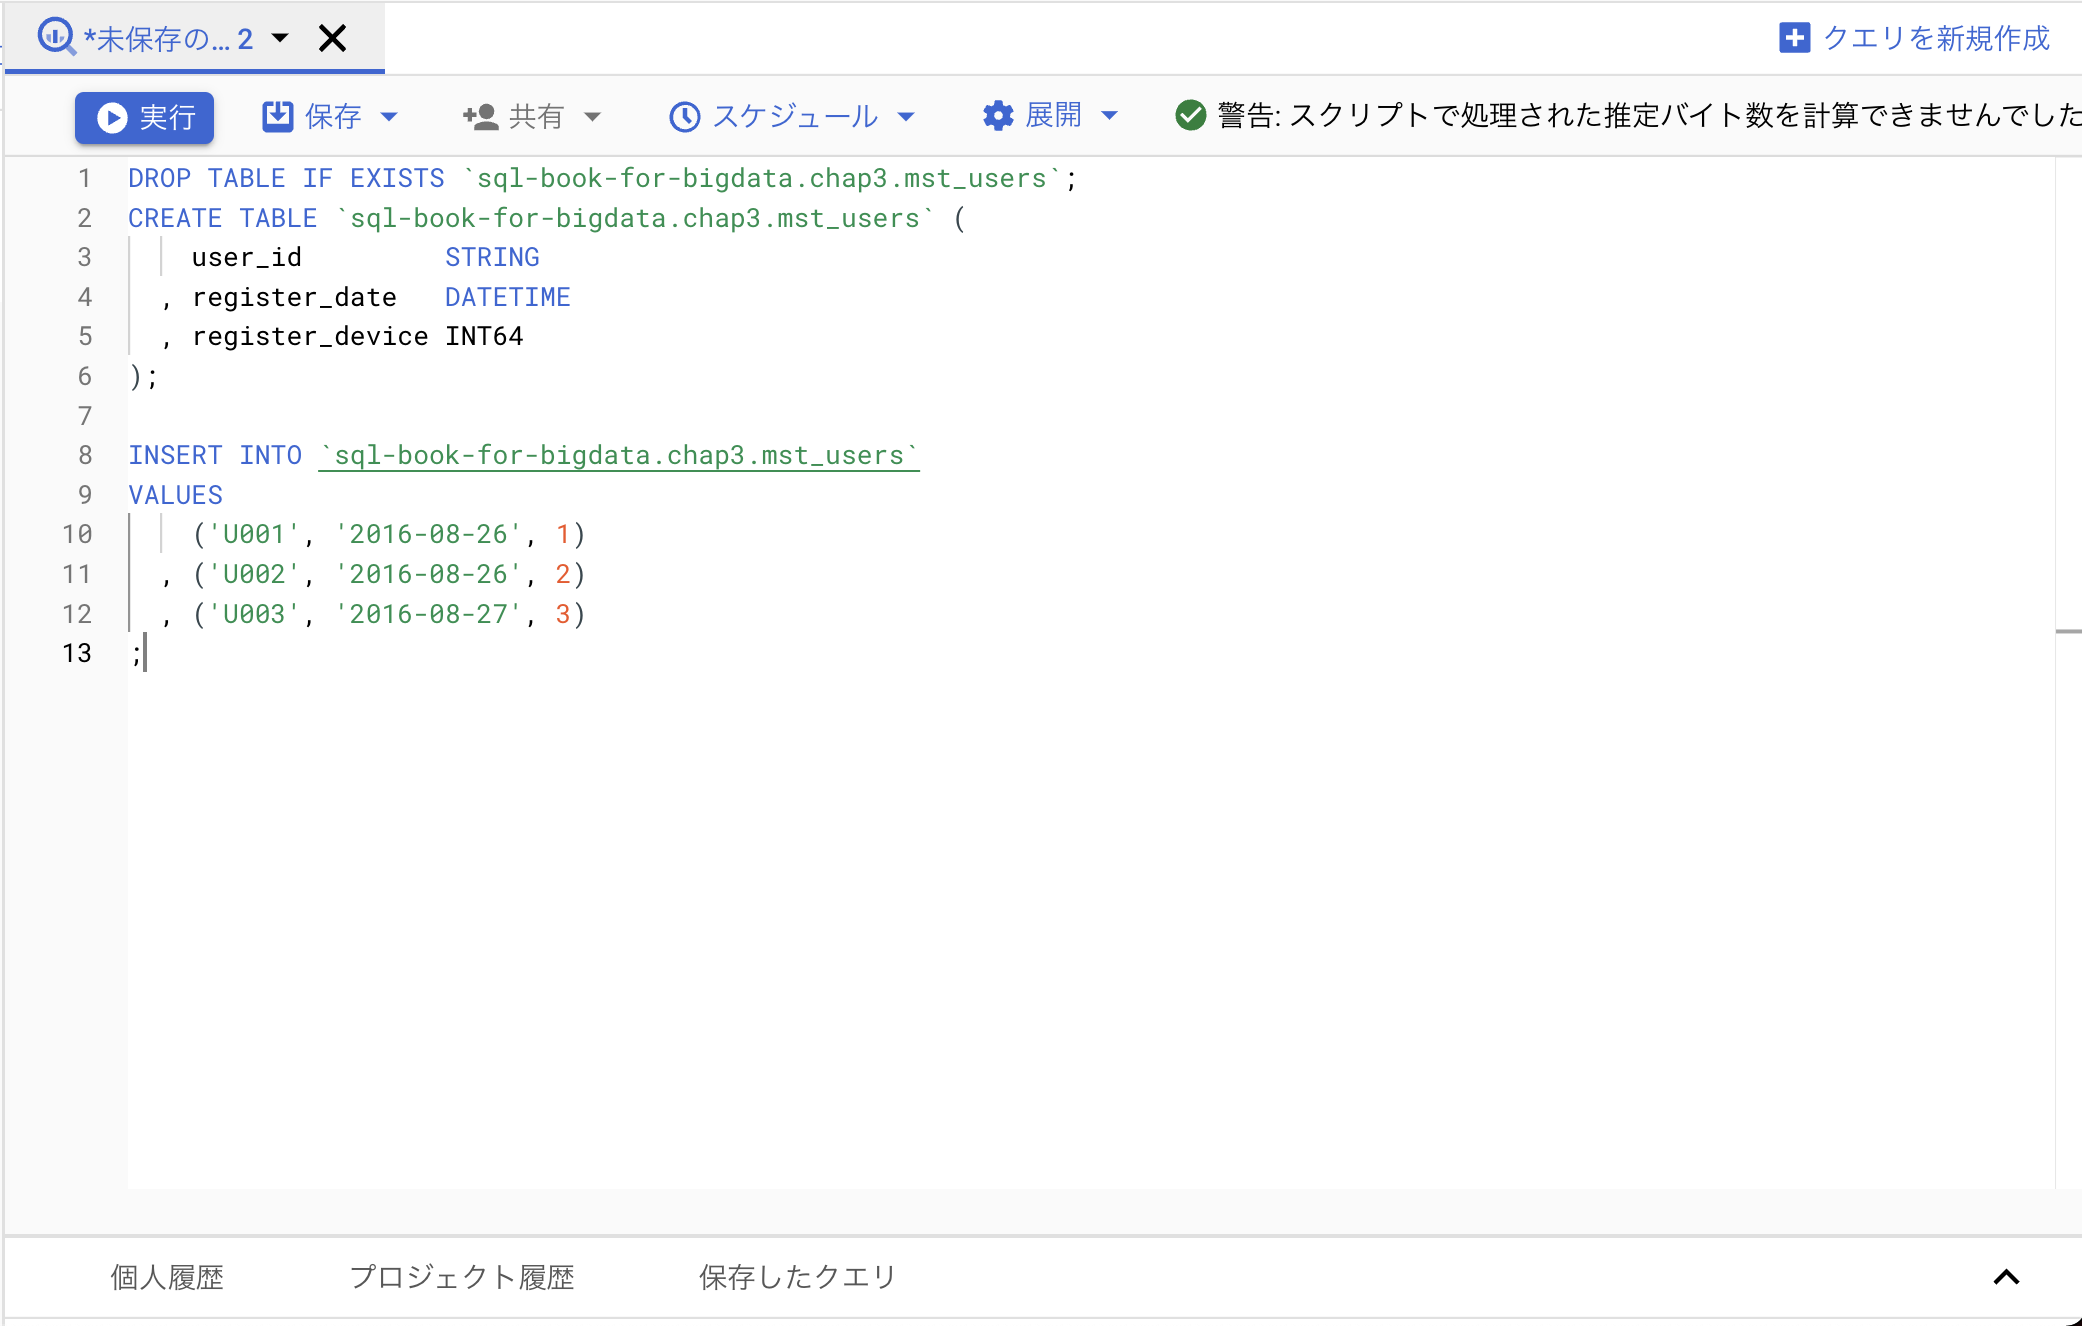 *未保存の... 2
クエリを新規作成
実行 保存 共有 スケジュール 展開 警告: スクリプトで処理された推定バイト数を計算できませんでした
1 DROP TABLE IF EXISTS `sql-book-for-bigdata.chap3.mst_users`;
2 CREATE TABLE `sql-book-for-bigdata.chap3.mst_users` (
3     user_id         STRING
4   , register_date   DATETIME
5   , register_device INT64
6 );
7
8 INSERT INTO `sql-book-for-bigdata.chap3.mst_users`
9 VALUES
10     ('U001', '2016-08-26', 1)
11   , ('U002', '2016-08-26', 2)
12   , ('U003', '2016-08-27', 3)
13 ;
個人履歴 プロジェクト履歴 保存したクエリ